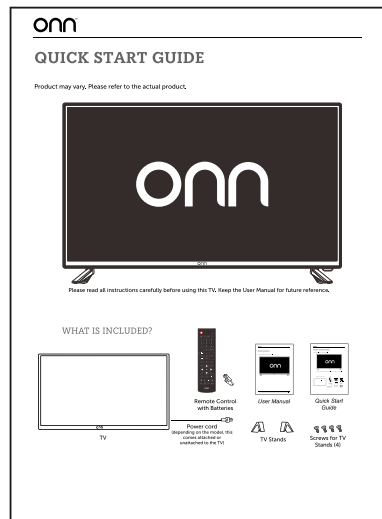 onn™
QUICK START GUIDE
Product may vary. Please refer to the actual product.
onn
onn
Please read all instructions carefully before using this TV. Keep the User Manual for future reference.
WHAT IS INCLUDED?
onn
TV
Remote Control
with Batteries
Power cord
(depending on the model, this
comes attached or
unattached to the TV)
onn
User Manual
TV Stands
onn
Quick Start
Guide
Screws for TV
Stands (4)